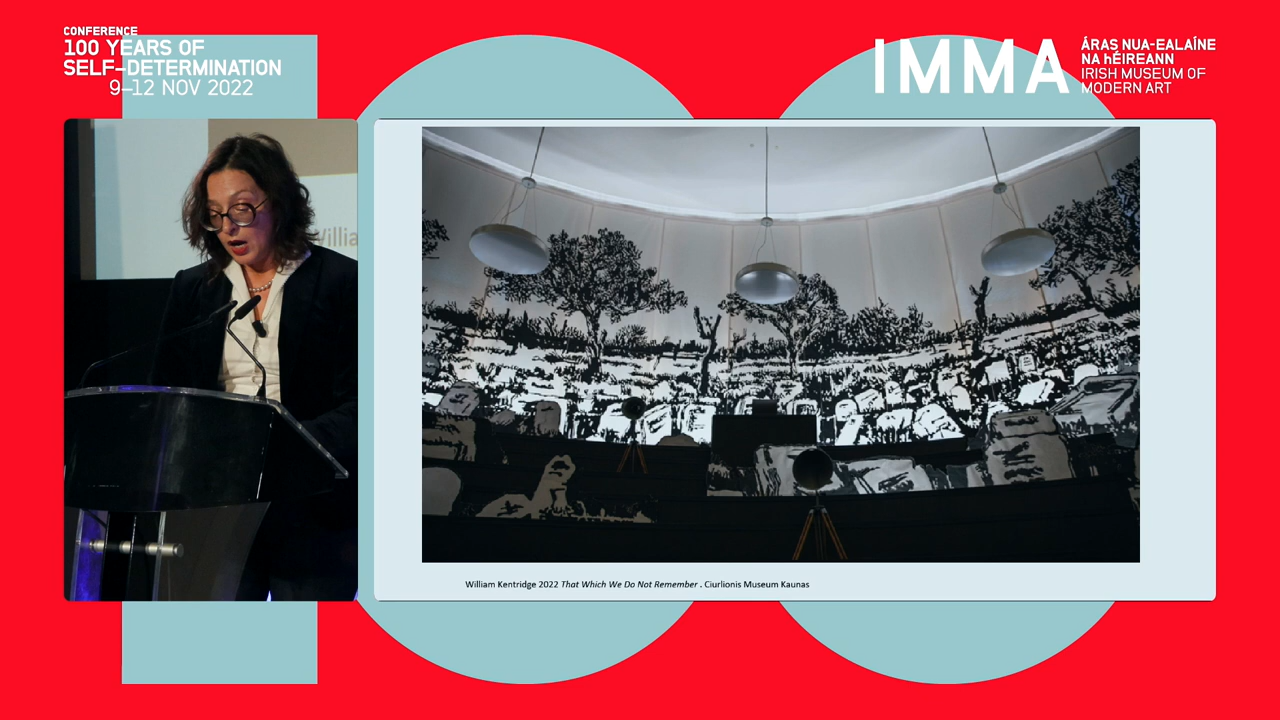 CONFERENCE
100 YEARS OF
SELF-DETERMINATION
9–12 NOV 2022
IMMA
ÁRAS NUA-EALAÍNE
NA hÉIREANN
IRISH MUSEUM OF
MODERN ART
William Kentridge 2022 That Which We Do Not Remember . Ciurlionis Museum Kaunas